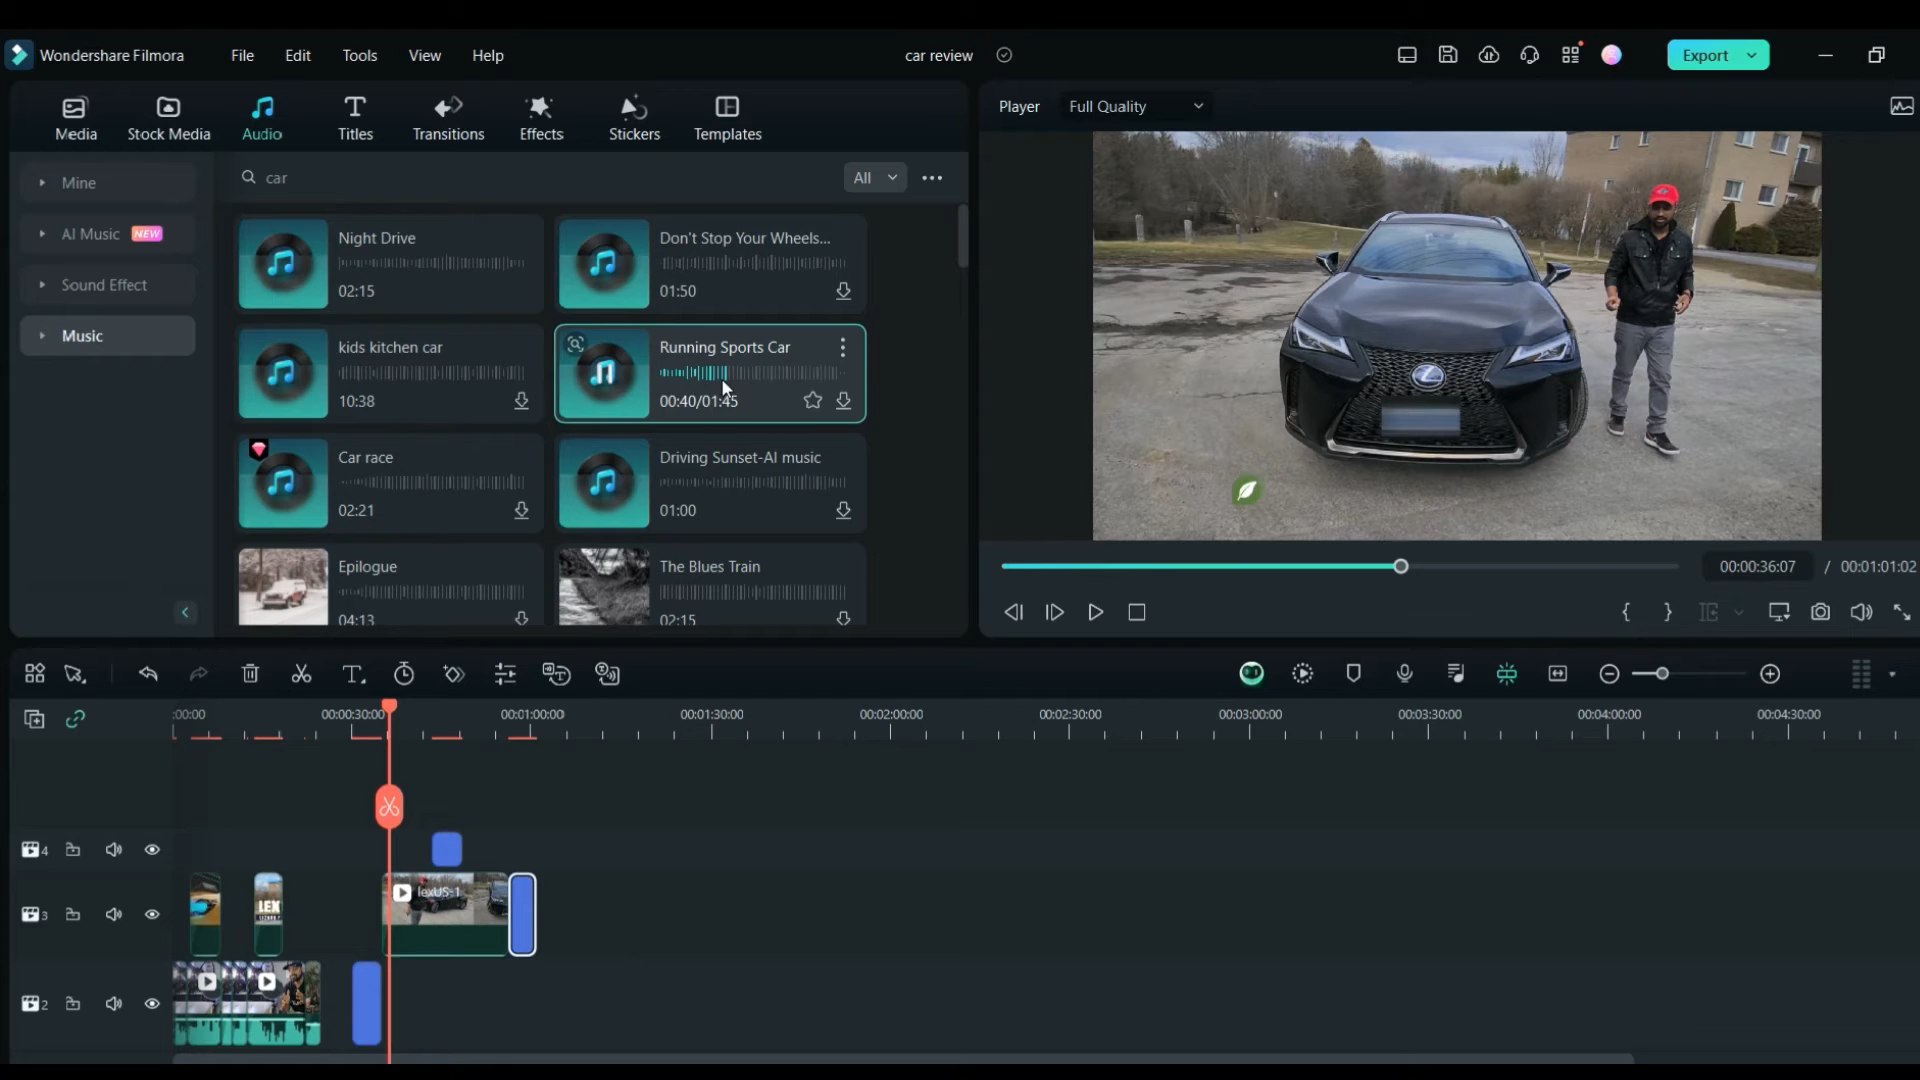 Wondershare Filmora File Edit Tools View Help car review Export
Media Stock Media Audio Titles Transitions Effects Stickers Templates
Player Full Quality
Mine
AI Music NEW
Sound Effect
Music
car All
Night Drive
02:15
Don't Stop Your Wheels...
01:50
kids kitchen car
10:38
Running Sports Car
00:40/01:45
Car race
02:21
Driving Sunset-AI music
01:00
Epilogue
04:13
The Blues Train
02:15
00:00:36:07 / 00:01:01:02
:00:00 00:00:30:00 00:01:00:00 00:01:30:00 00:02:00:00 00:02:30:00 00:03:00:00 00:03:30:00 00:04:00:00 00:04:30:00
4
lexUS-1
LEX
3
2